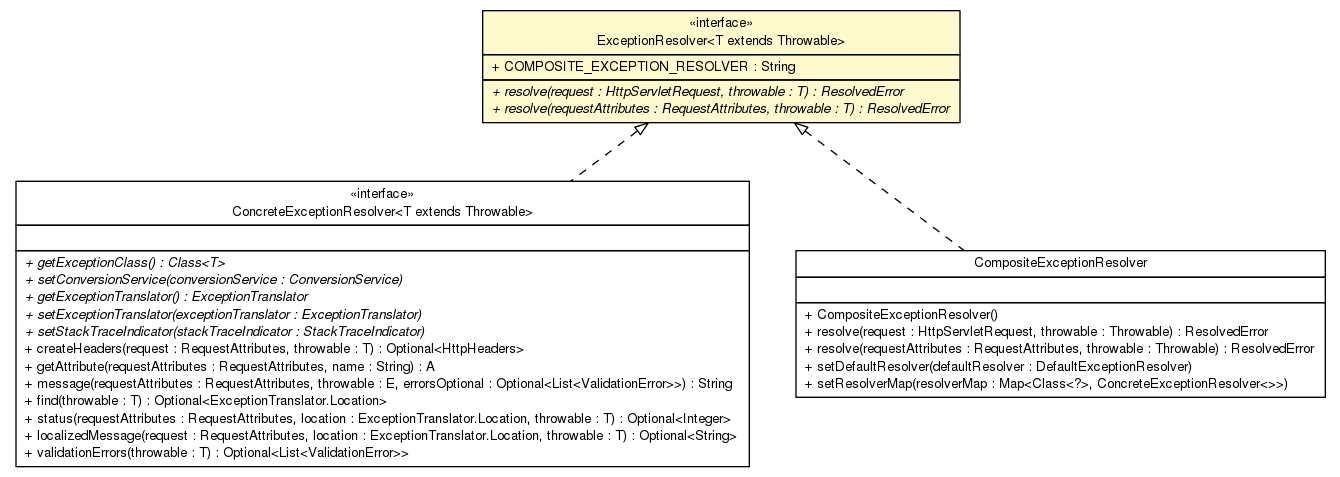 «interface»
ExceptionResolver<T extends Throwable>
+ COMPOSITE_EXCEPTION_RESOLVER : String
+ resolve(request : HttpServletRequest, throwable : T) : ResolvedError
+ resolve(requestAttributes : RequestAttributes, throwable : T) : ResolvedError
«interface»
ConcreteExceptionResolver<T extends Throwable>
+ getExceptionClass() : Class<T>
+ setConversionService(conversionService : ConversionService)
+ getExceptionTranslator() : ExceptionTranslator
+ setExceptionTranslator(exceptionTranslator : ExceptionTranslator)
+ setStackTraceIndicator(stackTraceIndicator : StackTraceIndicator)
+ createHeaders(request : RequestAttributes, throwable : T) : Optional<HttpHeaders>
+ getAttribute(requestAttributes : RequestAttributes, name : String) : A
+ message(requestAttributes : RequestAttributes, throwable : E, errorsOptional : Optional<List<ValidationError>>) : String
+ find(throwable : T) : Optional<ExceptionTranslator.Location>
+ status(requestAttributes : RequestAttributes, location : ExceptionTranslator.Location, throwable : T) : Optional<Integer>
+ localizedMessage(request : RequestAttributes, location : ExceptionTranslator.Location, throwable : T) : Optional<String>
+ validationErrors(throwable : T) : Optional<List<ValidationError>>
CompositeExceptionResolver
+ CompositeExceptionResolver()
+ resolve(request : HttpServletRequest, throwable : Throwable) : ResolvedError
+ resolve(requestAttributes : RequestAttributes, throwable : Throwable) : ResolvedError
+ setDefaultResolver(defaultResolver : DefaultExceptionResolver)
+ setResolverMap(resolverMap : Map<Class<?>, ConcreteExceptionResolver<>>)